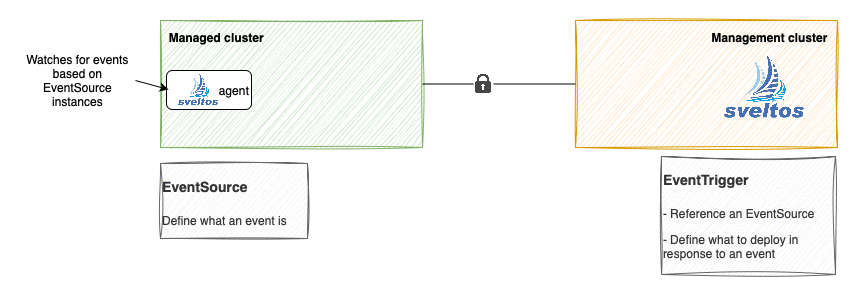 Managed cluster
Management cluster
Watches for events
based on
EventSource
instances
sveltos
agent
sveltos
EventSource
Define what an event is
EventTrigger
- Reference an EventSource
- Define what to deploy in
response to an event